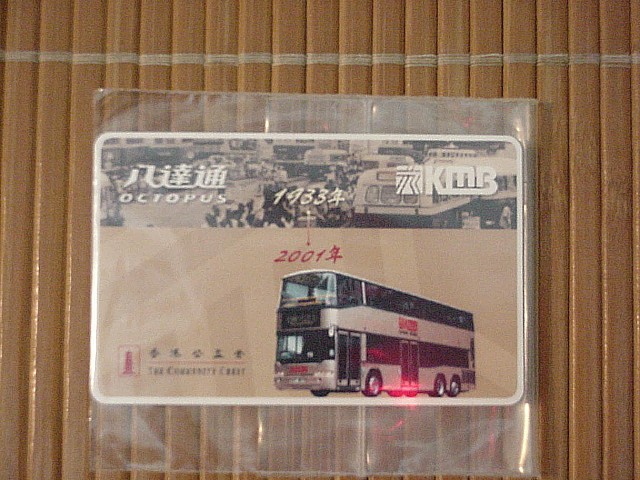 八達通
OCTOPUS
KMB
1933年
2001年
KMB
香港公益金
THE COMMUNITY CHEST